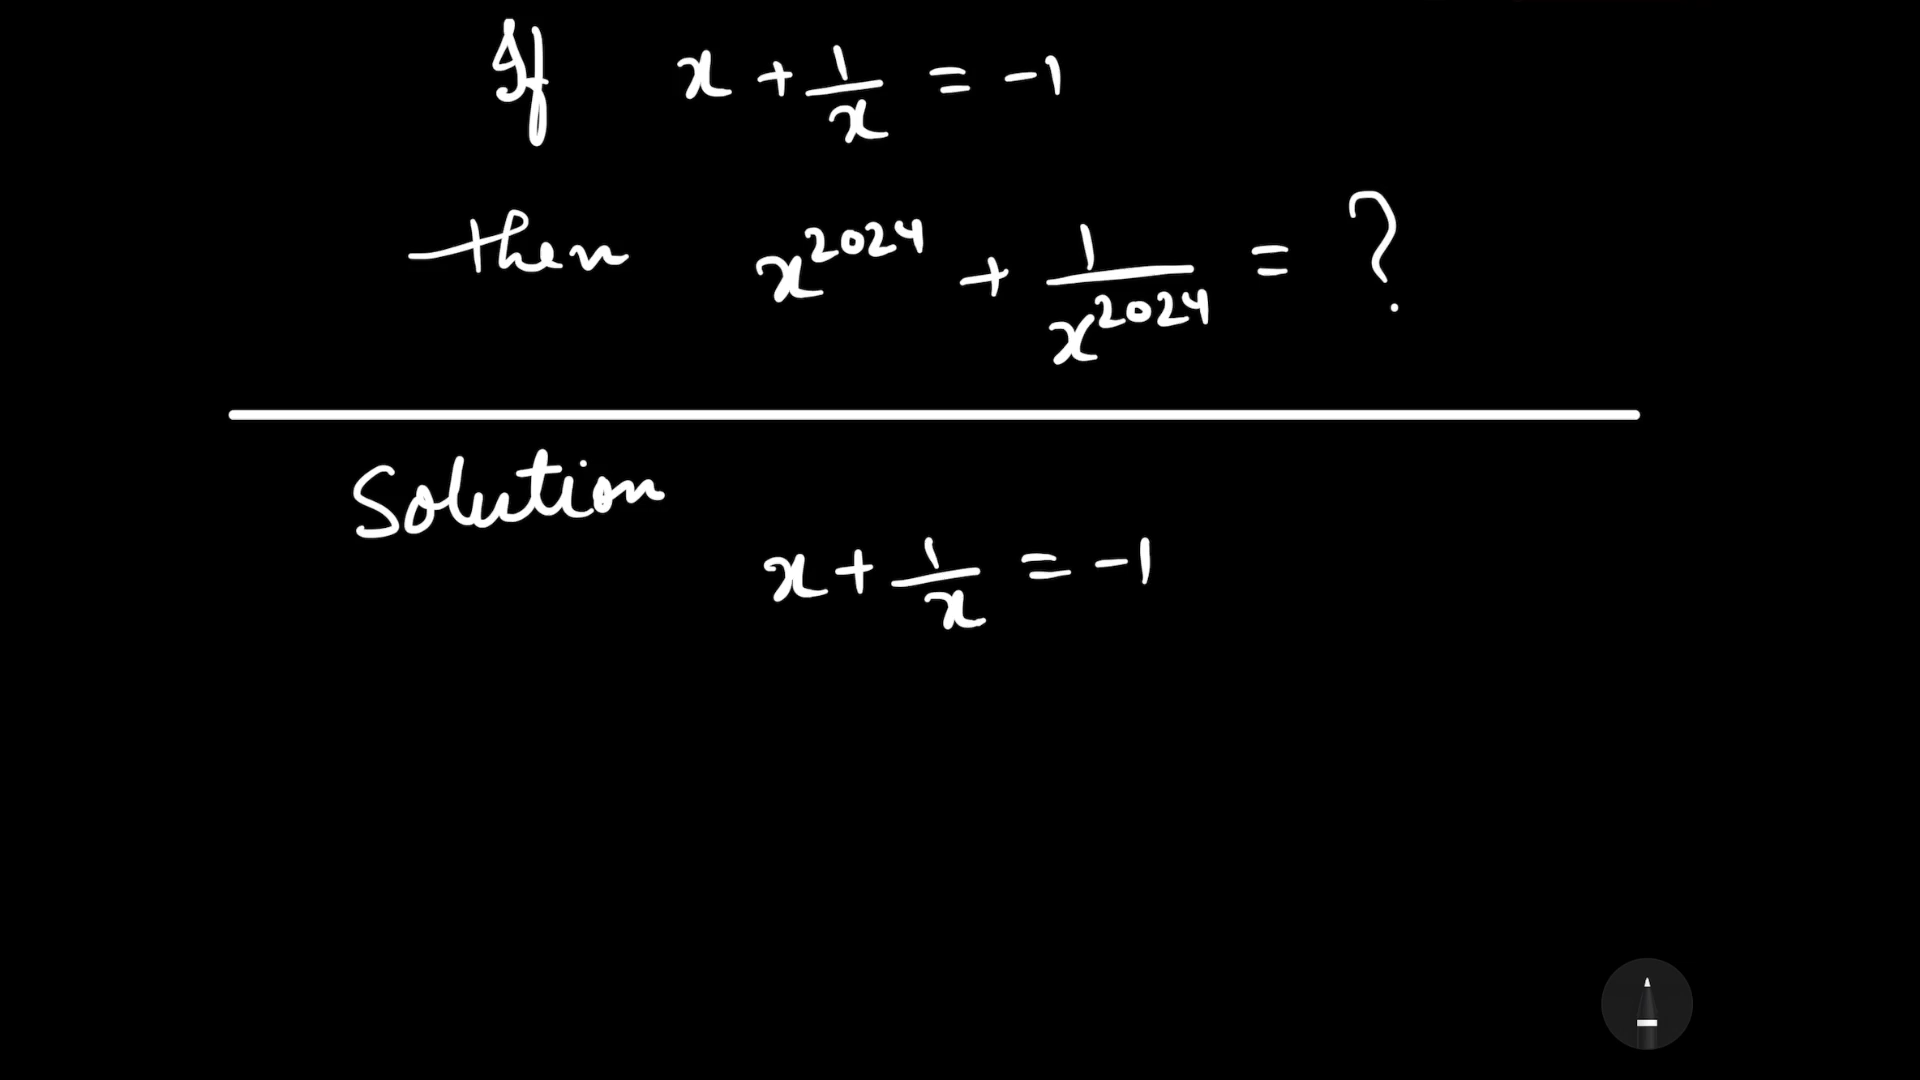 If x + 1/x = -1
then x^2024 + 1/x^2024 = ?
Solution
x + 1/x = -1